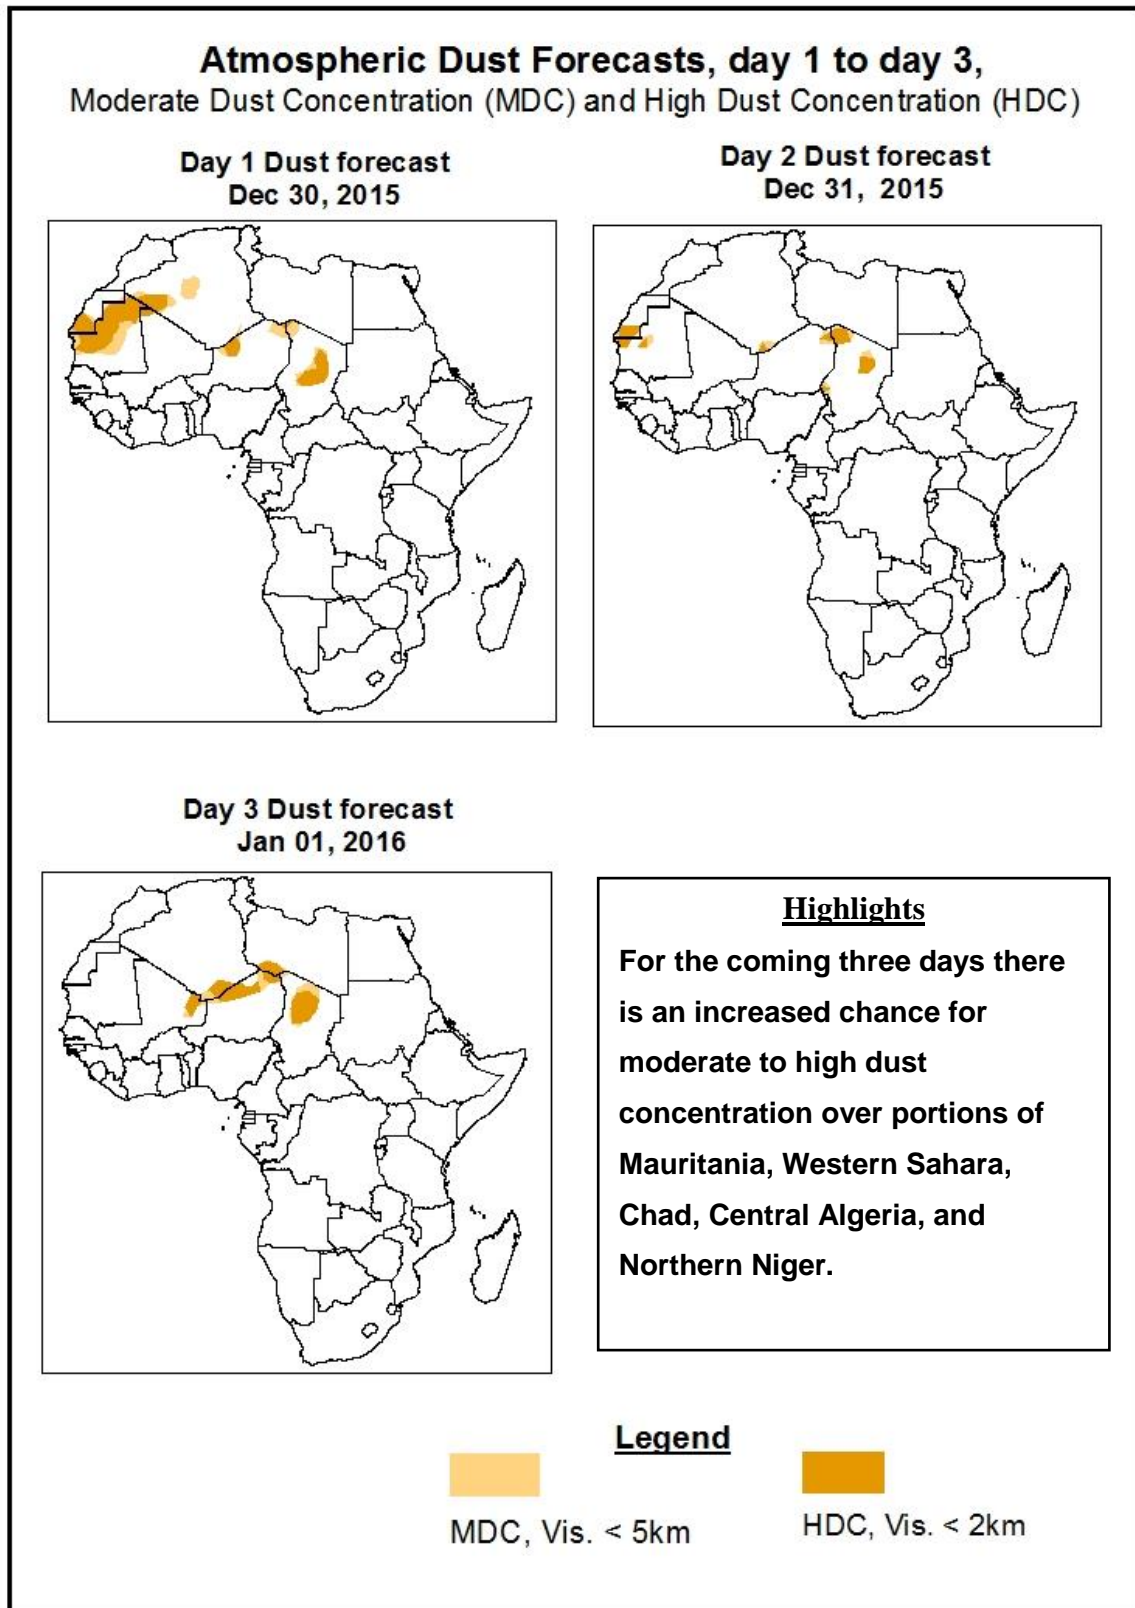 Atmospheric Dust Forecasts, day 1 to day 3,
Moderate Dust Concentration (MDC) and High Dust Concentration (HDC)
Day 1 Dust forecast
Dec 30, 2015
Day 2 Dust forecast
Dec 31, 2015
Day 3 Dust forecast
Jan 01, 2016
Highlights
For the coming three days there
is an increased chance for
moderate to high dust
concentration over portions of
Mauritania, Western Sahara,
Chad, Central Algeria, and
Northern Niger.
Legend
MDC, Vis. < 5km
HDC, Vis. < 2km